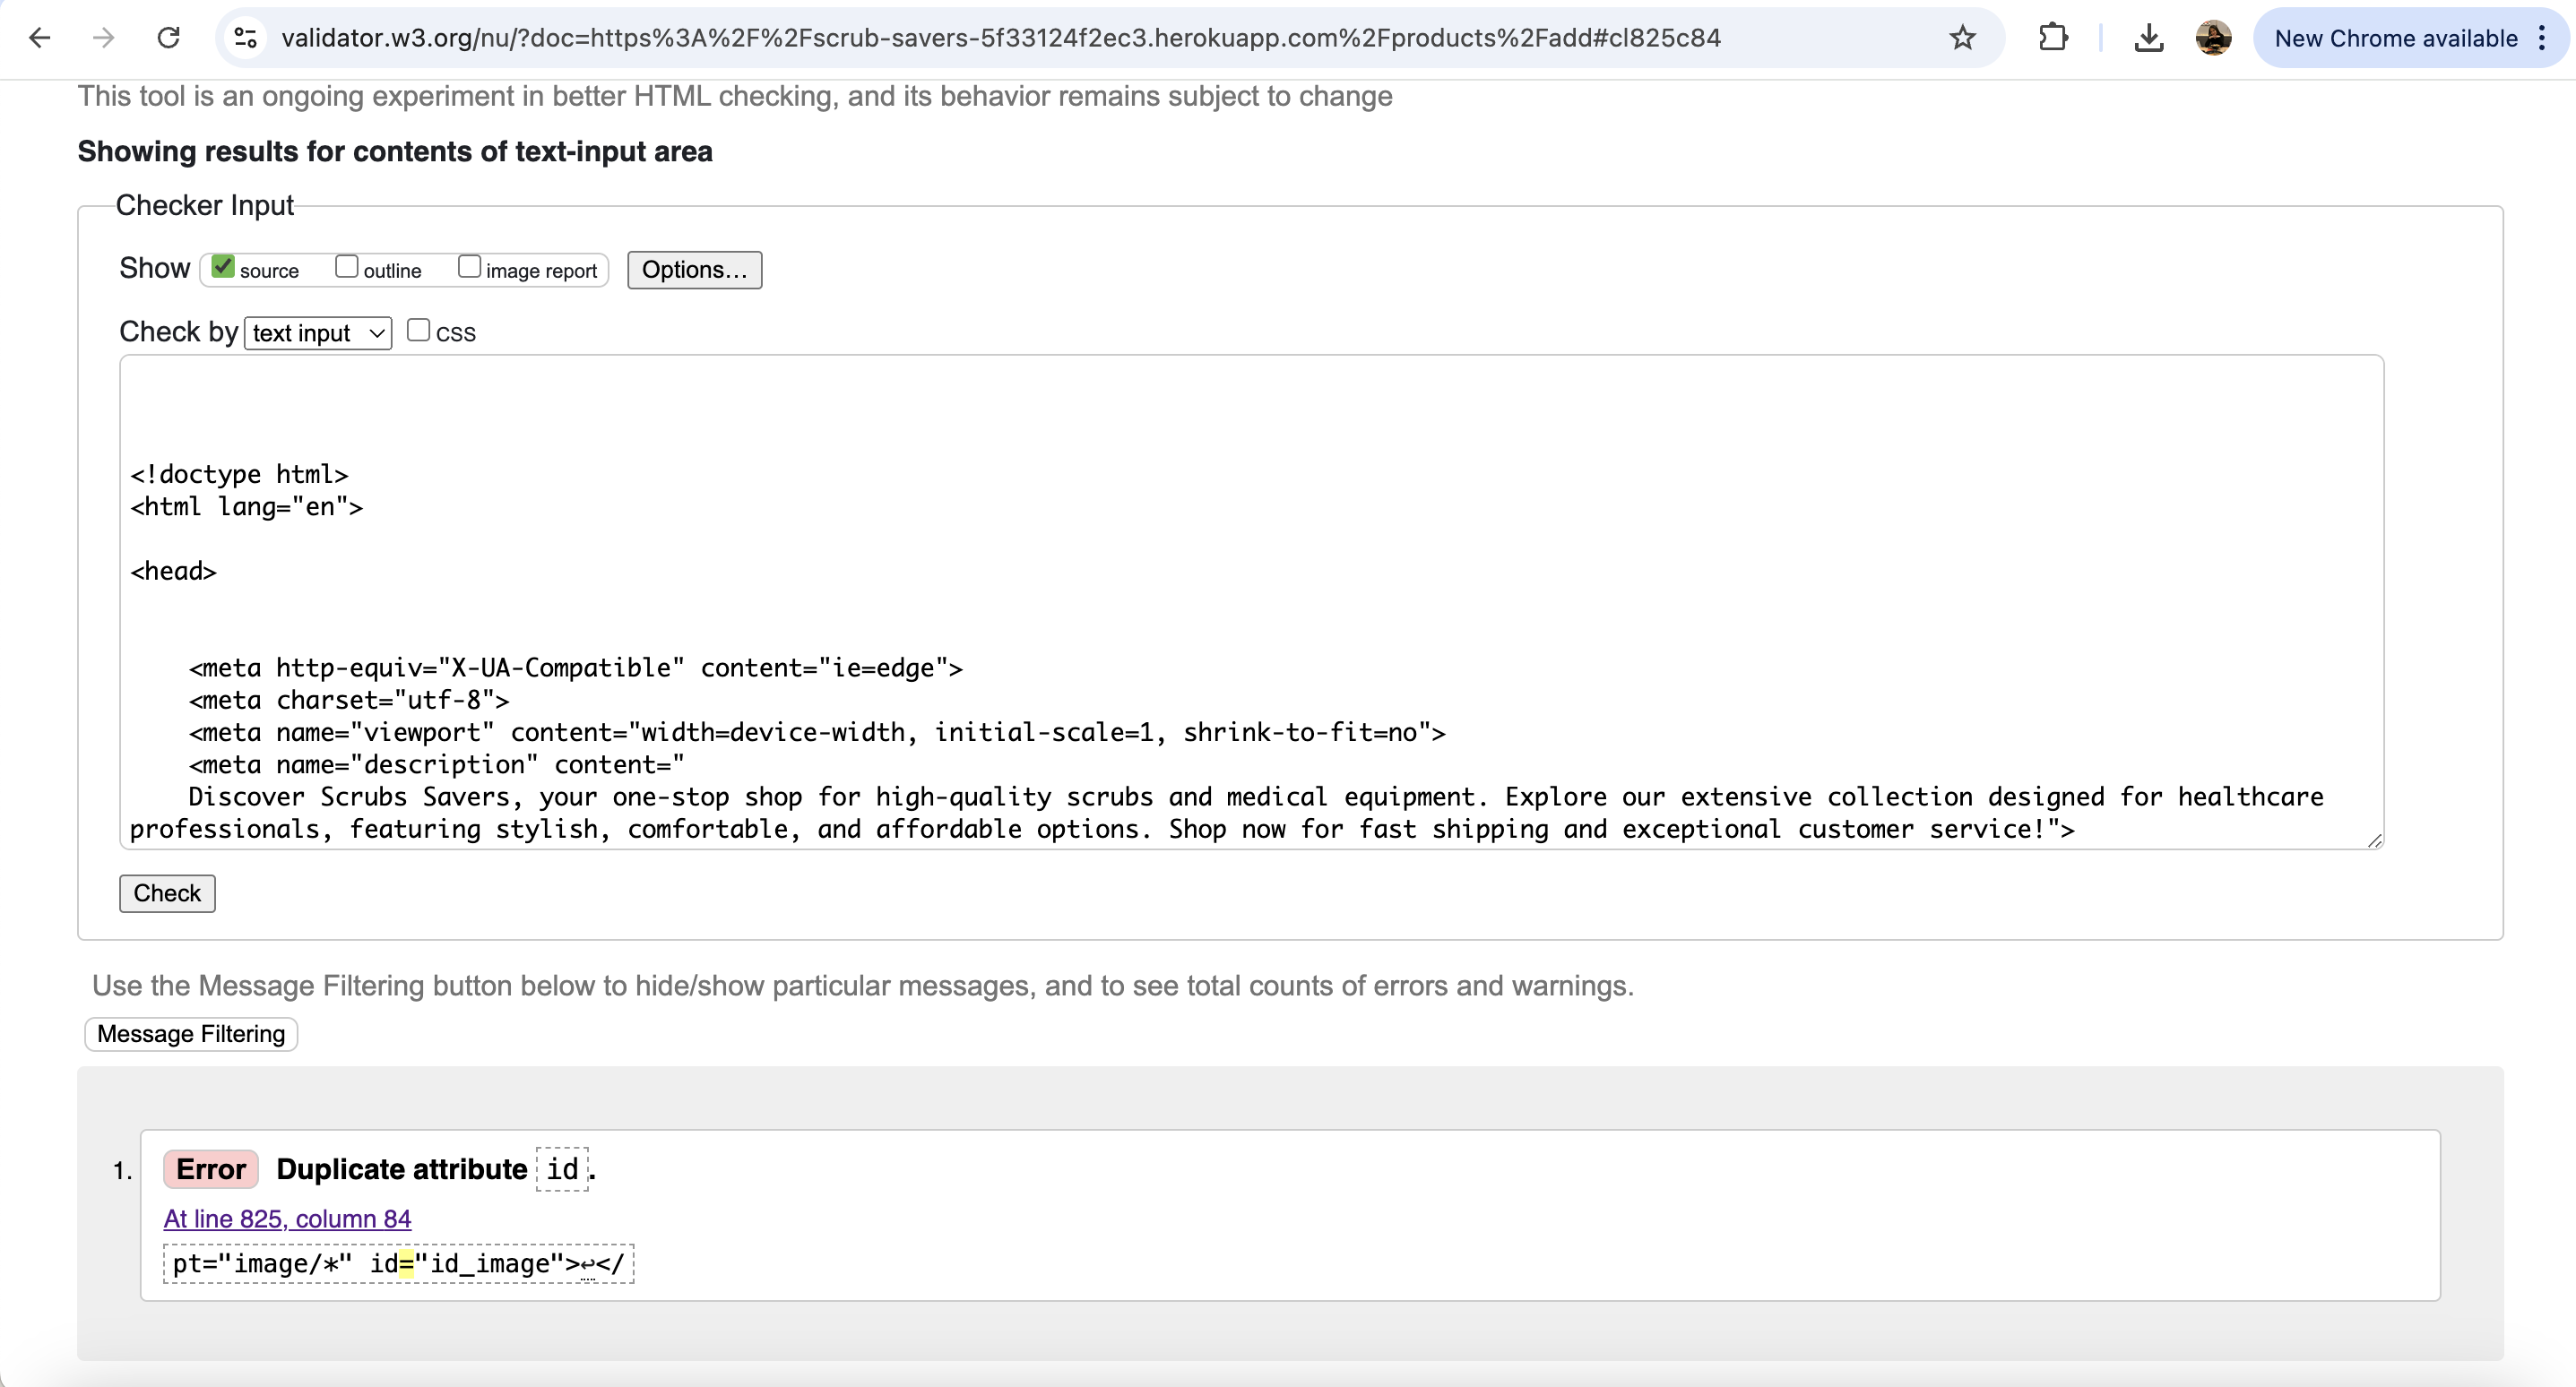 validator.w3.org/nu/?doc=https%3A%2F%2Fscrub-savers-5f33124f2ec3.herokuapp.com%2Fproducts%2Fadd#cl825c84
New Chrome available
This tool is an ongoing experiment in better HTML checking, and its behavior remains subject to change
Showing results for contents of text-input area
Checker Input
Show source outline image report Options...
Check by text input CSS
<!doctype html>
<html lang="en">
<head>
<meta http-equiv="X-UA-Compatible" content="ie=edge">
<meta charset="utf-8">
<meta name="viewport" content="width=device-width, initial-scale=1, shrink-to-fit=no">
<meta name="description" content="
Discover Scrubs Savers, your one-stop shop for high-quality scrubs and medical equipment. Explore our extensive collection designed for healthcare
professionals, featuring stylish, comfortable, and affordable options. Shop now for fast shipping and exceptional customer service!">
Check
Use the Message Filtering button below to hide/show particular messages, and to see total counts of errors and warnings.
Message Filtering
1. Error Duplicate attribute id.
At line 825, column 84
pt="image/*" id="id_image">↩</